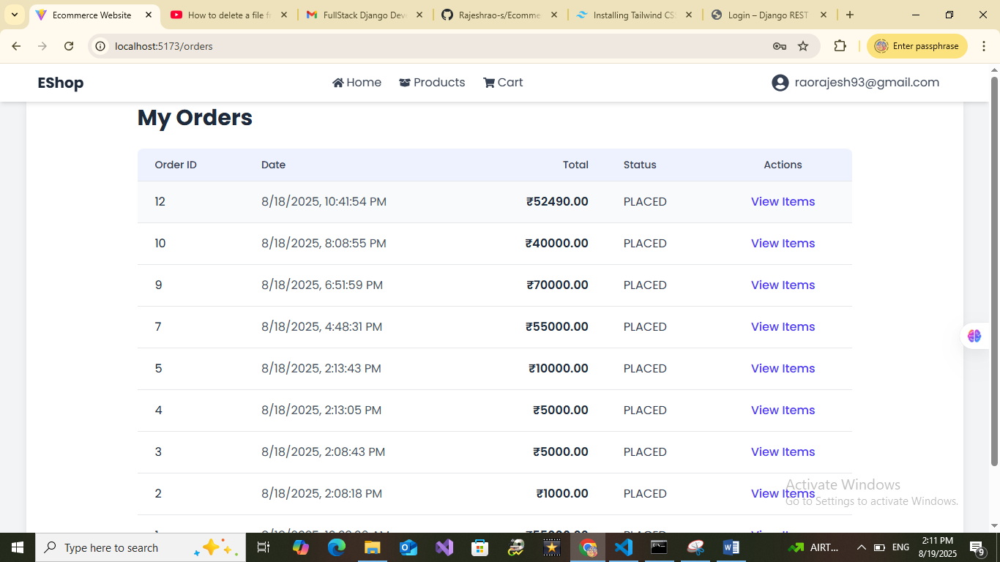 Ecommerce Website
How to delete a file f
FullStack Django Dev
Rajeshrao-s/Ecomme
Installing Tailwind CSS
Login – Django REST
localhost:5173/orders
Enter passphrase
EShop
Home
Products
Cart
raorajesh93@gmail.com
My Orders
Order ID Date Total Status Actions
12 8/18/2025, 10:41:54 PM ₹52490.00 PLACED View Items
10 8/18/2025, 8:08:55 PM ₹40000.00 PLACED View Items
9 8/18/2025, 6:51:59 PM ₹70000.00 PLACED View Items
7 8/18/2025, 4:48:31 PM ₹55000.00 PLACED View Items
5 8/18/2025, 2:13:43 PM ₹10000.00 PLACED View Items
4 8/18/2025, 2:13:05 PM ₹5000.00 PLACED View Items
3 8/18/2025, 2:08:43 PM ₹5000.00 PLACED View Items
2 8/18/2025, 2:08:18 PM ₹1000.00 PLACED View Items
Activate Windows
Go to Settings to activate Windows.
Type here to search
AIRT...
ENG
2:11 PM
8/19/2025
9